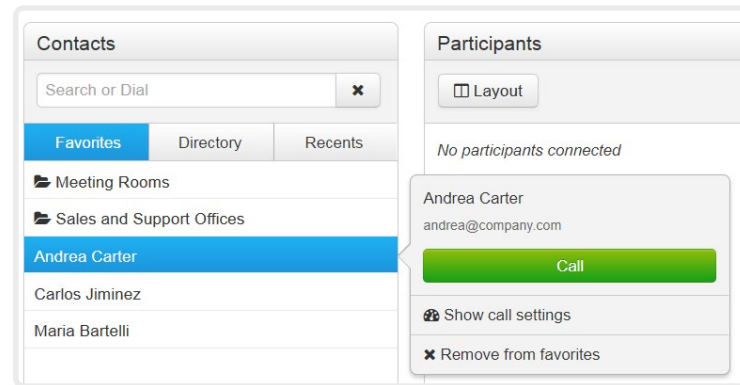 Contacts
Search or Dial
Favorites Directory Recents
Meeting Rooms
Sales and Support Offices
Andrea Carter
Carlos Jiminez
Maria Bartelli
Participants
Layout
No participants connected
Andrea Carter
andrea@company.com
Call
Show call settings
Remove from favorites